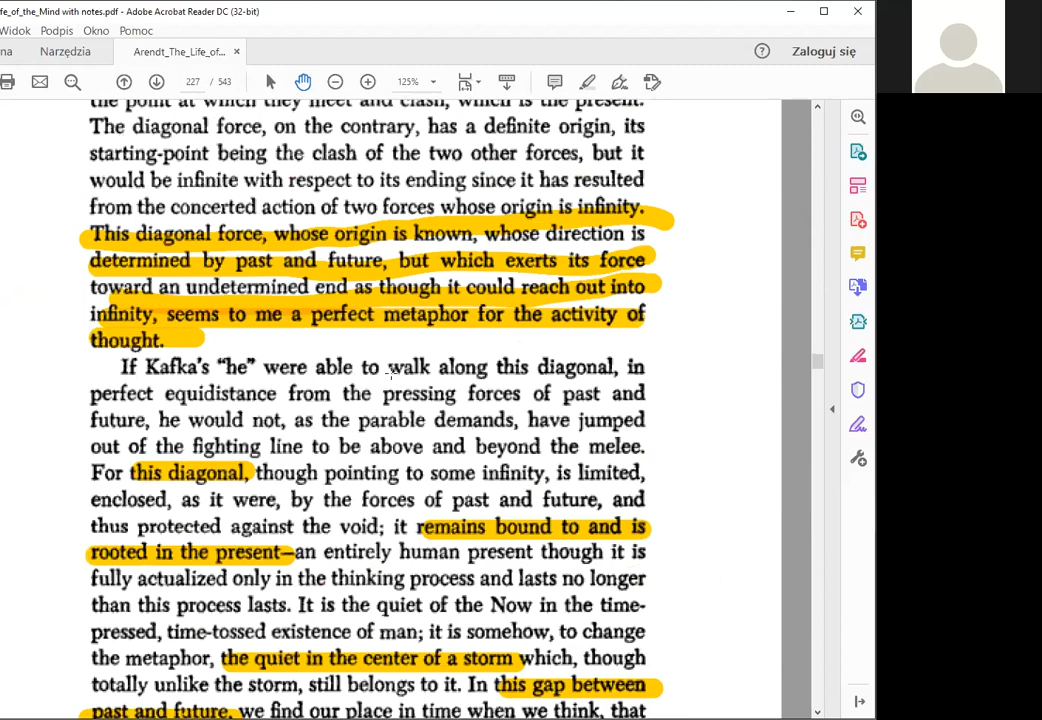 ife_of_the_Mind with notes.pdf - Adobe Acrobat Reader DC (32-bit)
Widok Podpis Okno Pomoc
na Narzędzia Arendt_The_Life_of... × Zaloguj się
227 / 543 125%
the point at which they meet and clash, which is the present.
The diagonal force, on the contrary, has a definite origin, its
starting-point being the clash of the two other forces, but it
would be infinite with respect to its ending since it has resulted
from the concerted action of two forces whose origin is infinity.
This diagonal force, whose origin is known, whose direction is
determined by past and future, but which exerts its force
toward an undetermined end as though it could reach out into
infinity, seems to me a perfect metaphor for the activity of
thought.
If Kafka's "he" were able to walk along this diagonal, in
perfect equidistance from the pressing forces of past and
future, he would not, as the parable demands, have jumped
out of the fighting line to be above and beyond the melee.
For this diagonal, though pointing to some infinity, is limited,
enclosed, as it were, by the forces of past and future, and
thus protected against the void; it remains bound to and is
rooted in the present—an entirely human present though it is
fully actualized only in the thinking process and lasts no longer
than this process lasts. It is the quiet of the Now in the time-
pressed, time-tossed existence of man; it is somehow, to change
the metaphor, the quiet in the center of a storm which, though
totally unlike the storm, still belongs to it. In this gap between
past and future, we find our place in time when we think, that